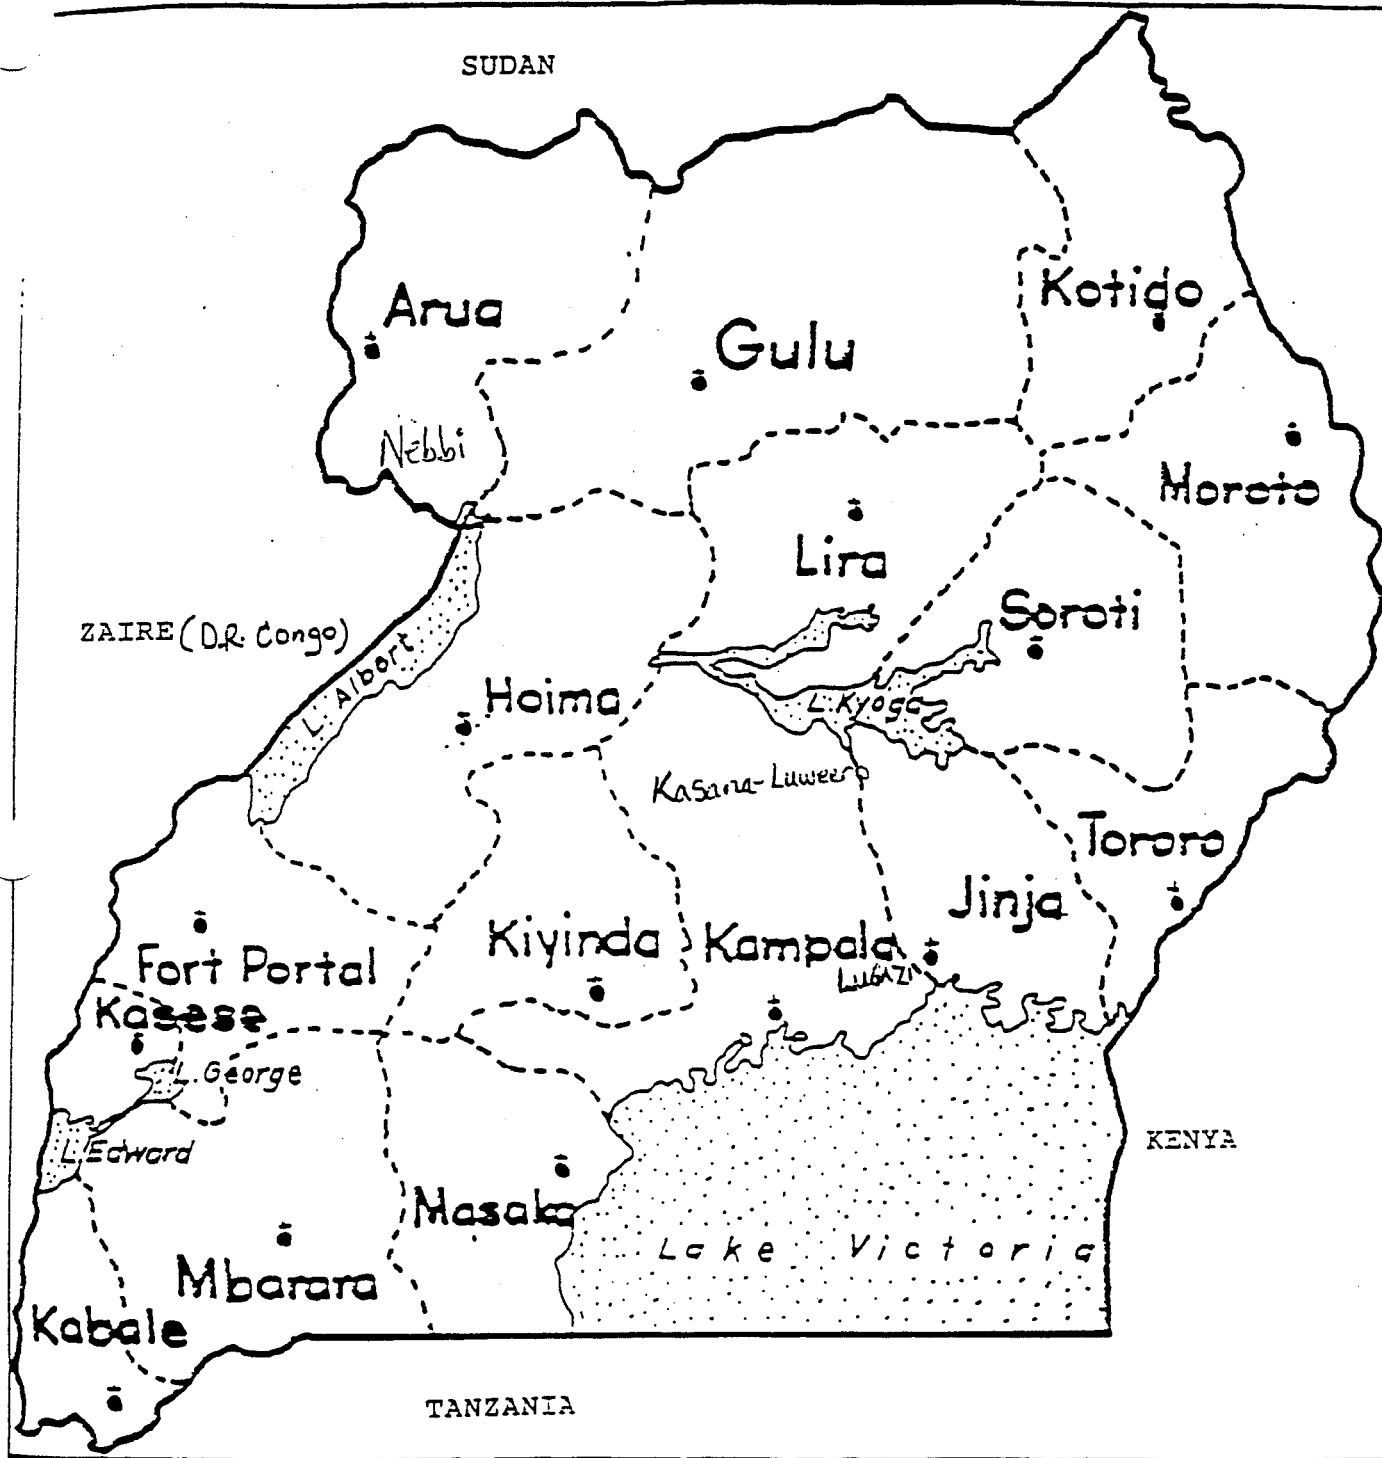 SUDAN
Kotido
Arua
Gulu
Nebbi
Moroto
Lira
Soroti
ZAIRE (D.R. Congo)
L. Albert
Hoima
L. Kyoga
Kasana-Luweero
Tororo
Jinja
Kiyinda
Kampala
Fort Portal
LUGAZI
Kasese
L. George
KENYA
L. Edward
Masaka
Lake Victoria
Mbarara
Kabale
TANZANIA